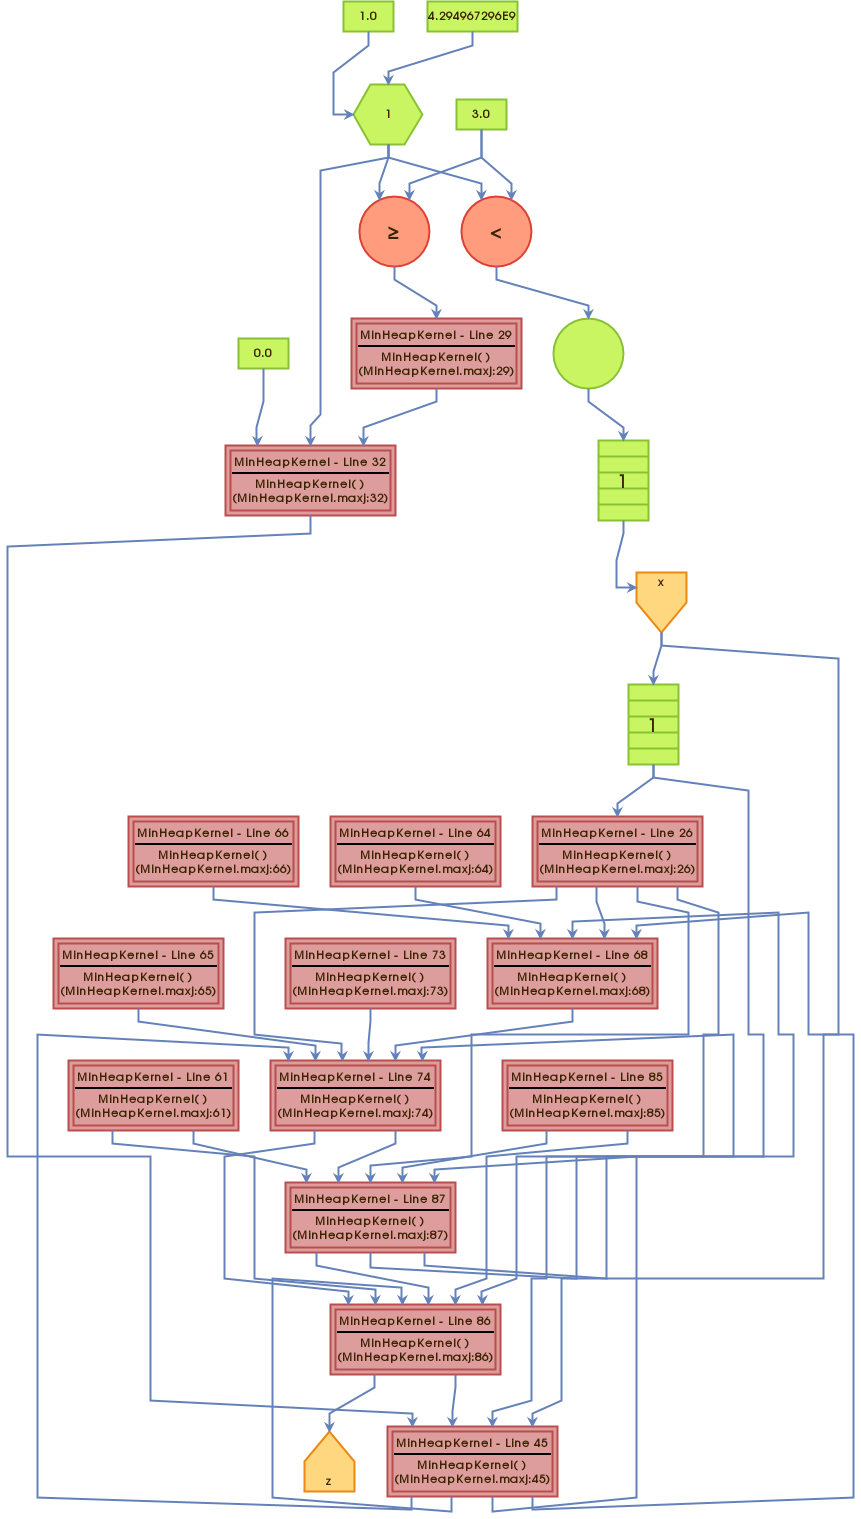 1.0
4.294967296E9
1
3.0
≥
<
MinHeapKernel - Line 29
MinHeapKernel()
(MinHeapKernel.maxj:29)
0.0
MinHeapKernel - Line 32
MinHeapKernel()
(MinHeapKernel.maxj:32)
1
x
1
MinHeapKernel - Line 66
MinHeapKernel()
(MinHeapKernel.maxj:66)
MinHeapKernel - Line 64
MinHeapKernel()
(MinHeapKernel.maxj:64)
MinHeapKernel - Line 26
MinHeapKernel()
(MinHeapKernel.maxj:26)
MinHeapKernel - Line 65
MinHeapKernel()
(MinHeapKernel.maxj:65)
MinHeapKernel - Line 73
MinHeapKernel()
(MinHeapKernel.maxj:73)
MinHeapKernel - Line 68
MinHeapKernel()
(MinHeapKernel.maxj:68)
MinHeapKernel - Line 61
MinHeapKernel()
(MinHeapKernel.maxj:61)
MinHeapKernel - Line 74
MinHeapKernel()
(MinHeapKernel.maxj:74)
MinHeapKernel - Line 85
MinHeapKernel()
(MinHeapKernel.maxj:85)
MinHeapKernel - Line 87
MinHeapKernel()
(MinHeapKernel.maxj:87)
MinHeapKernel - Line 86
MinHeapKernel()
(MinHeapKernel.maxj:86)
MinHeapKernel - Line 45
MinHeapKernel()
(MinHeapKernel.maxj:45)
z